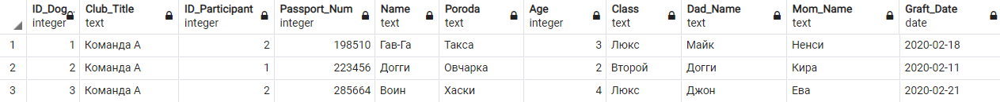 ID_Dog Club_Title ID_Participant Passport_Num Name Poroda Age Class Dad_Name Mom_Name Graft_Date
integer text integer integer text text integer text text text date
1 1 Команда А 2 198510 Гав-Га Такса 3 Люкс Майк Ненси 2020-02-18
2 2 Команда А 1 223456 Догги Овчарка 2 Второй Догги Кира 2020-02-11
3 3 Команда А 2 285664 Воин Хаски 4 Люкс Джон Ева 2020-02-21